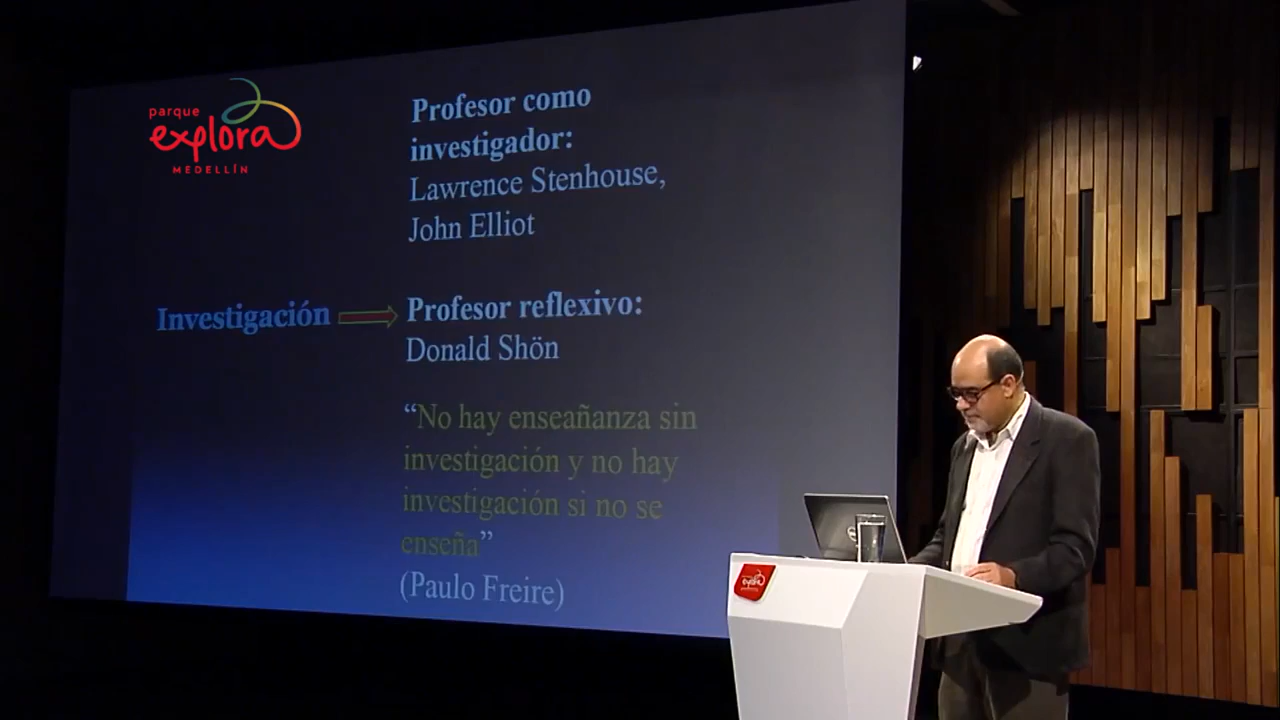 parque
explora
MEDELLÍN
Profesor como
investigador:
Lawrence Stenhouse,
John Elliot
Investigación
Profesor reflexivo:
Donald Shön
“No hay enseañanza sin
investigación y no hay
investigación si no se
enseña”
(Paulo Freire)
explora